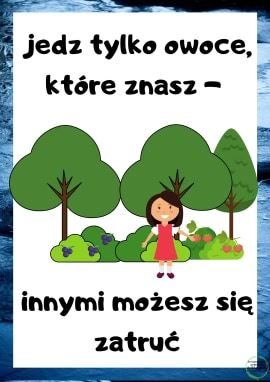 jedz tylko owoce,
które znasz –
innymi możesz się
zatruć